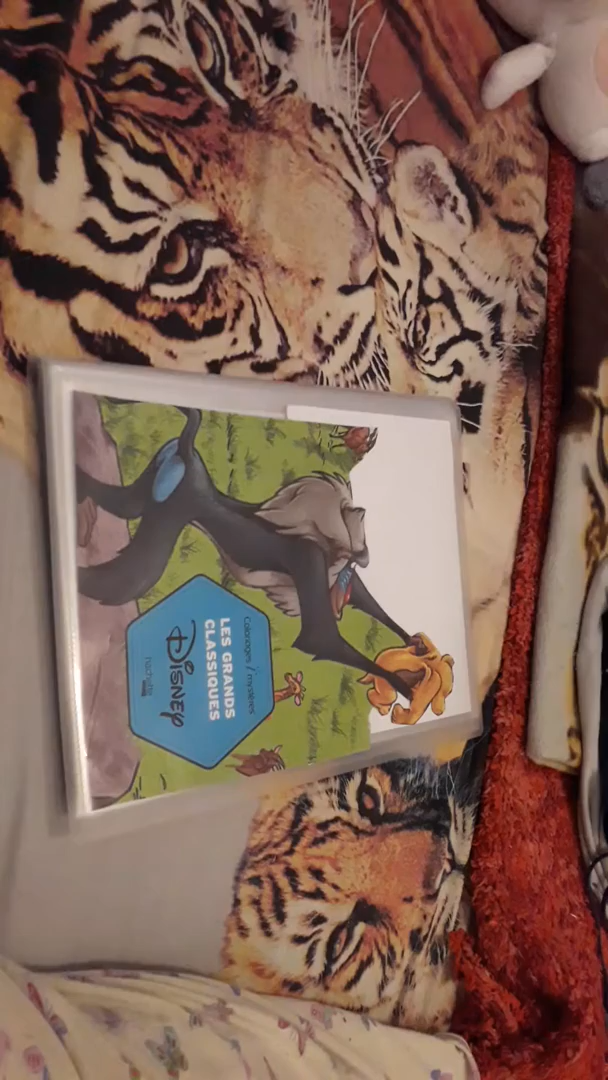 Coloriages mystères
LES GRANDS
CLASSIQUES
DISNEY
hachette